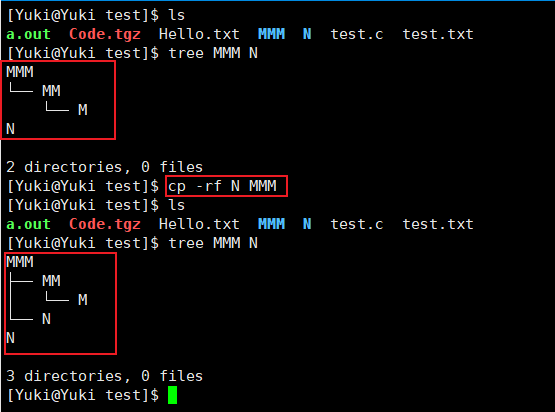 [Yuki@Yuki test]$ ls
a.out  Code.tgz  Hello.txt  MMM  N  test.c  test.txt
[Yuki@Yuki test]$ tree MMM N
MMM
└── MM
    └── M
N
2 directories, 0 files
[Yuki@Yuki test]$ cp -rf N MMM
[Yuki@Yuki test]$ ls
a.out  Code.tgz  Hello.txt  MMM  N  test.c  test.txt
[Yuki@Yuki test]$ tree MMM N
MMM
├── MM
│   └── M
└── N
N
3 directories, 0 files
[Yuki@Yuki test]$